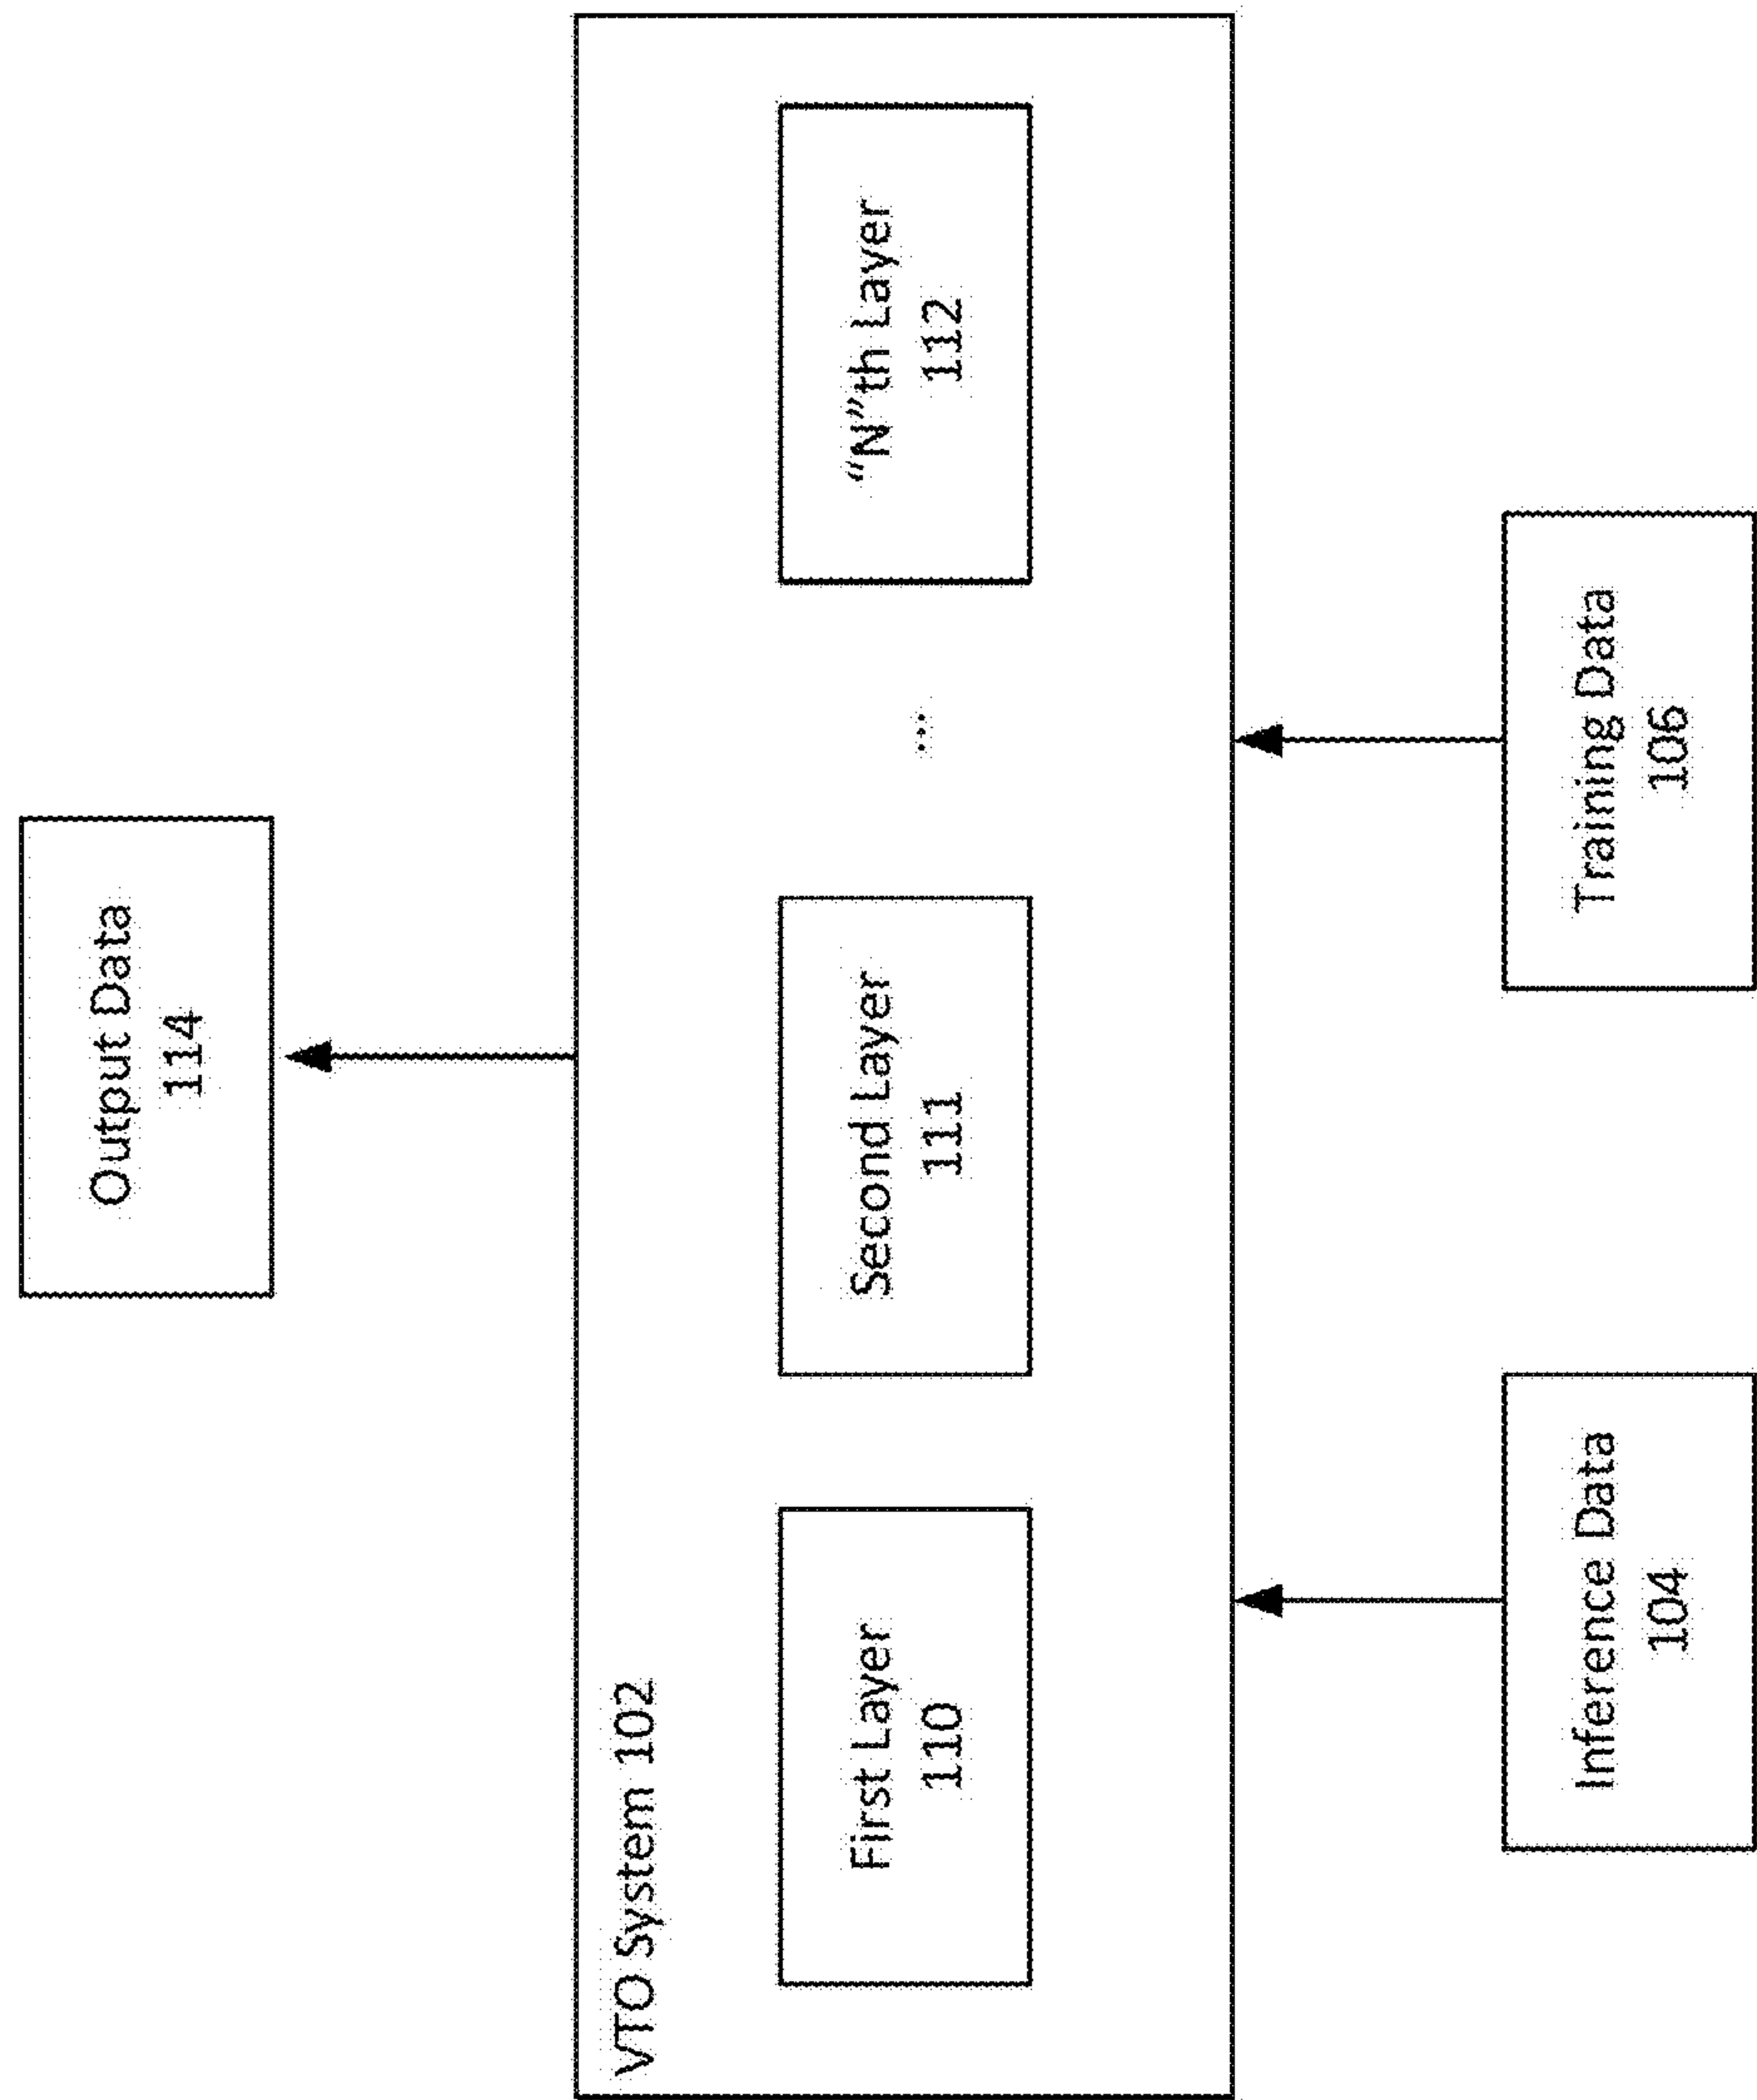 Output Data
114
VTO System 102
First Layer
110
Second Layer
111
...
“N”th Layer
112
Inference Data
104
Training Data
106